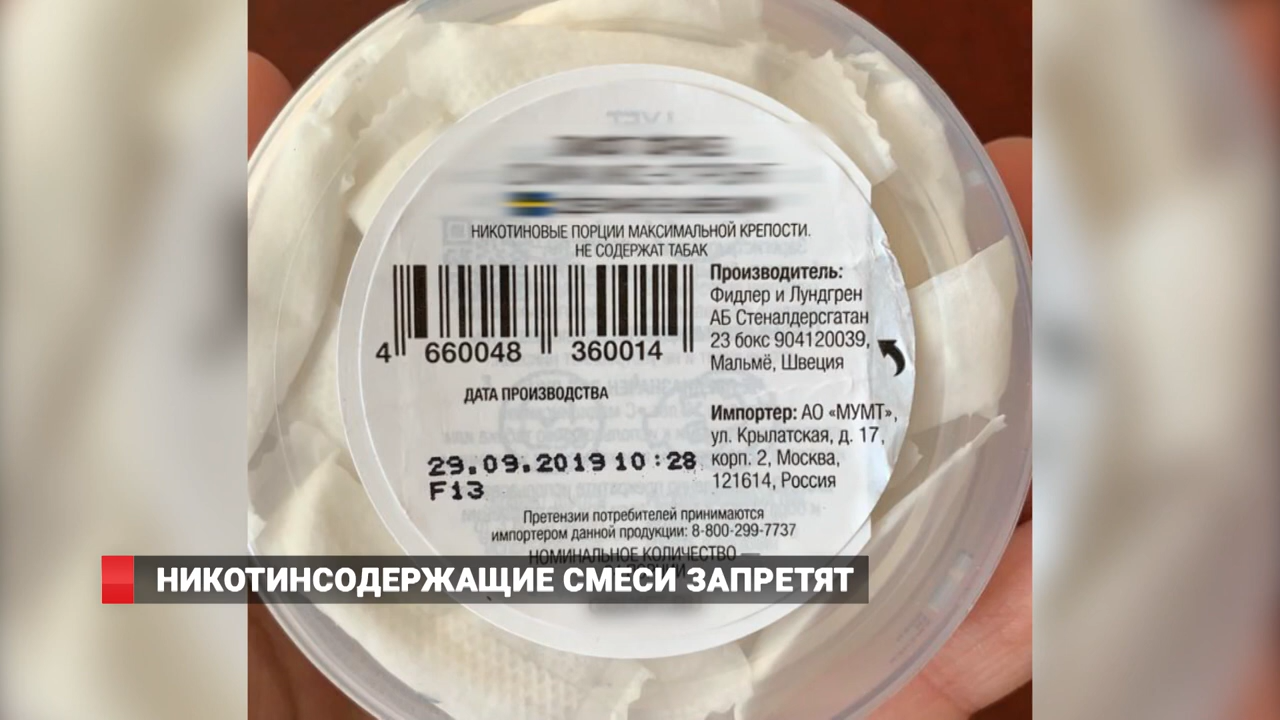 НИКОТИНОВЫЕ ПОРЦИИ МАКСИМАЛЬНОЙ КРЕПОСТИ.
НЕ СОДЕРЖАТ ТАБАК
4 660048 360014
Производитель:
Фидлер и Лундгрен
АБ Стеналдерсгатан
23 бокс 904120039,
Мальмё, Швеция
ДАТА ПРОИЗВОДСТВА
Импортер: АО «МУМТ»,
ул. Крылатская, д. 17,
корп. 2, Москва,
121614, Россия
29.09.2019 10:28
F13
Претензии потребителей принимаются
импортером данной продукции: 8-800-299-7737
НОМИНАЛЬНОЕ КОЛИЧЕСТВО —
НИКОТИНСОДЕРЖАЩИЕ СМЕСИ ЗАПРЕТЯТ